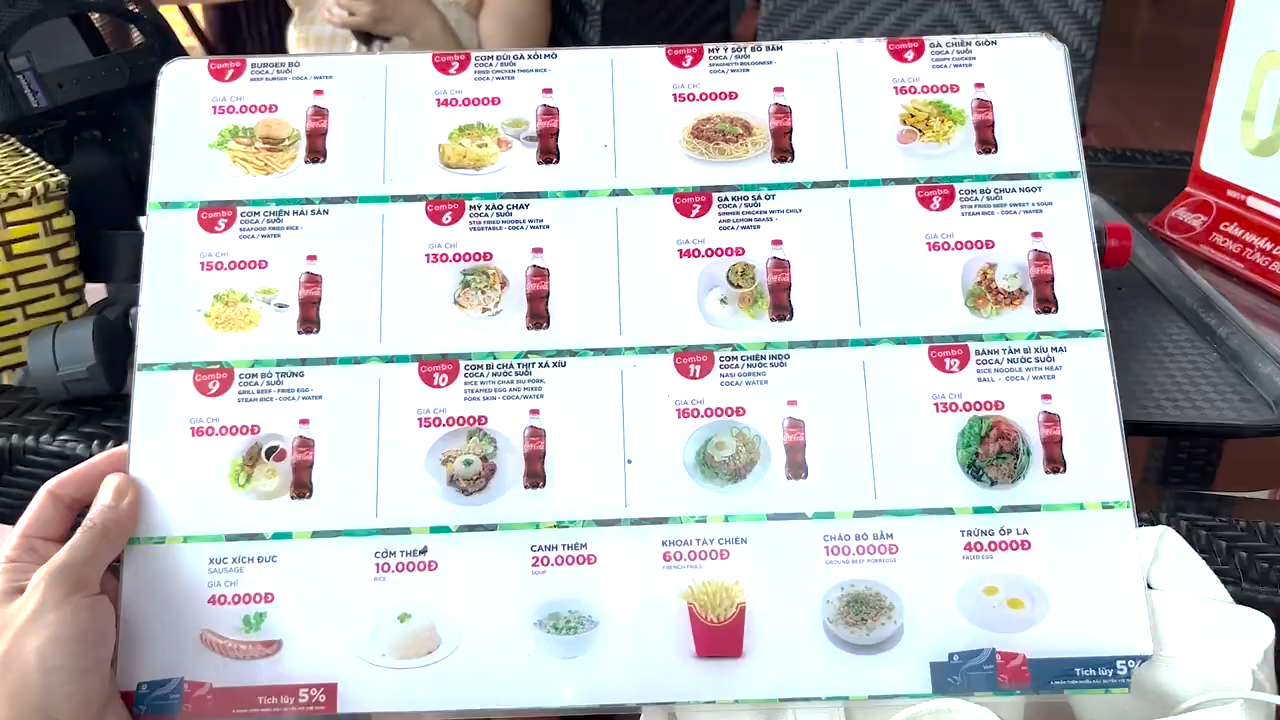 Combo 1
BURGER BÒ
COCA / SUỐI
BEEF BURGER - COCA / WATER
GIÁ CHỈ
150.000Đ
Combo 2
CƠM ĐÙI GÀ XỐI MỠ
COCA / SUỐI
FRIED CHICKEN THIGH RICE -
COCA / WATER
GIÁ CHỈ
140.000Đ
Combo 3
MỲ Ý SỐT BÒ BẰM
COCA / SUỐI
SPAGHETTI BOLOGNESE -
COCA / WATER
GIÁ CHỈ
150.000Đ
Combo 4
GÀ CHIÊN GIÒN
COCA / SUỐI
CRISPY CHICKEN
COCA / WATER
GIÁ CHỈ
160.000Đ
Combo 5
CƠM CHIÊN HẢI SẢN
COCA / SUỐI
SEAFOOD FRIED RICE -
COCA / WATER
GIÁ CHỈ
150.000Đ
Combo 6
MỲ XÀO CHAY
COCA / SUỐI
STIR FRIED NOODLE WITH
VEGETABLE - COCA / WATER
GIÁ CHỈ
130.000Đ
Combo 7
GÀ KHO SẢ ỚT
COCA / SUỐI
SIMMER CHICKEN WITH CHILY
AND LEMON GRASS -
COCA / WATER
GIÁ CHỈ
140.000Đ
Combo 8
CƠM BÒ CHUA NGỌT
COCA / SUỐI
STIR FRIED BEEF SWEET & SOUR
STEAM RICE - COCA / WATER
GIÁ CHỈ
160.000Đ
Combo 9
CƠM BÒ TRỨNG
COCA / SUỐI
GRILL BEEF - FRIED EGG -
STEAM RICE - COCA / WATER
GIÁ CHỈ
160.000Đ
Combo 10
CƠM BÌ CHẢ THỊT XÁ XÍU
COCA / NƯỚC SUỐI
RICE WITH CHAR SIU PORK,
STEAMED EGG AND MIXED
PORK SKIN - COCA/WATER
GIÁ CHỈ
150.000Đ
Combo 11
CƠM CHIÊN INDO
COCA / NƯỚC SUỐI
NASI GORENG
COCA/ WATER
GIÁ CHỈ
160.000Đ
Combo 12
BÁNH TẰM BÌ XÍU MẠI
COCA/ NƯỚC SUỐI
RICE NOODLE WITH HEAT
BALL - COCA / WATER
GIÁ CHỈ
130.000Đ
XÚC XÍCH ĐỨC
SAUSAGE
GIÁ CHỈ
40.000Đ
CƠM THÊM
10.000Đ
RICE
CANH THÊM
20.000Đ
SOUP
KHOAI TÂY CHIÊN
60.000Đ
FRENCH FRIES
CHÁO BÒ BẰM
100.000Đ
GROUND BEEF PORRIDGE
TRỨNG ỐP LA
40.000Đ
FRIED EGG
Tích lũy 5%
Tích lũy 5%
CẢM NHẬN
TRONG TỪNG